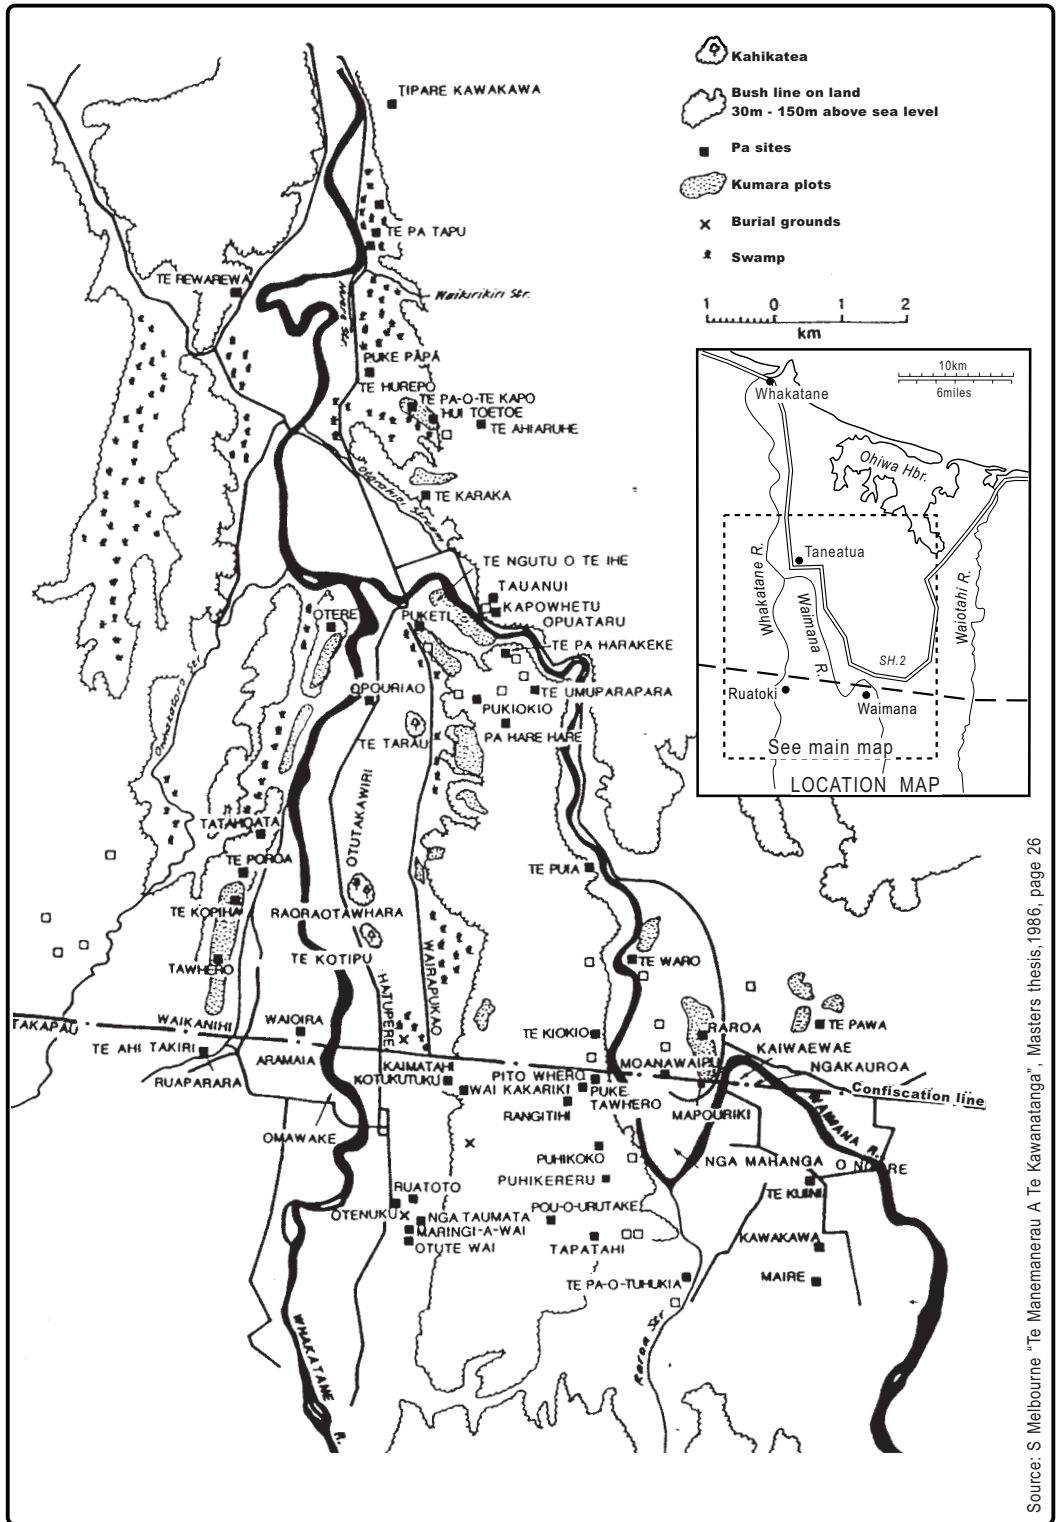 Kahikatea
Bush line on land
30m - 150m above sea level
Pa sites
Kumara plots
Burial grounds
Swamp
1 0 1 2
km
TIPARE KAWAKAWA
TE PA TAPU
TE REWAREWA
Waikirikiri Str.
PUKE PĀPĀ
TE HUREPO
TE PA-O-TE KAPO
HUI TOETOE
TE AHIARUHE
TE KARAKA
TE NGUTU O TE IHE
TAUANUI
KAPOWHETU
OPUATARU
OTERE
PUKETI
TE PA HARAKEKE
OPOURIAO
TE UMUPARAPARA
PUKIOKIO
TE TARAU
PA HARE HARE
OTUTAKAWIRI
TATAHOATA
TE POROA
TE PUIA
TE KOPIHA
RAORAOTAWHARA
TE KOTIPU
WAIRAPUKAO
HATUPERE
TAWHERO
TE WARO
TAKAPAU
WAIKANIHI
WAIOIRA
TE KIOKIO
RAROA
TE PAWA
TE AHI TAKIRI
ARAMAIA
KAIMATAHI
MOANAWAIPU
KAIWAEWAE
NGAKAUROA
RUAPARARA
KOTUKUTUKU
PITO WHERO
WAI KAKARIKI
PUKE
TAWHERO
Confiscation line
RANGITIHI
MAPOURIKI
WAIMANA R.
OMAWAKE
PUHIKOKO
NGA MAHANGA O NGARE
PUHIKERERU
TE KUINI
RUATOTO
OTENUKU
NGA TAUMATA
POU-O-URUTAKE
MARINGI-A-WAI
OTUTE WAI
TAPATAHI
KAWAKAWA
TE PA-O-TUHUKIA
MAIRE
Raroa Str
WHAKATANE R.
10km
6miles
Whakatane
Ohiwa Hbr.
Taneatua
Whakatane R.
Waimana R.
Waiotahi R.
SH.2
Ruatoki
Waimana
See main map
LOCATION MAP
Source: S Melbourne "Te Manemanerau A Te Kawanatanga", Masters thesis,1986, page 26